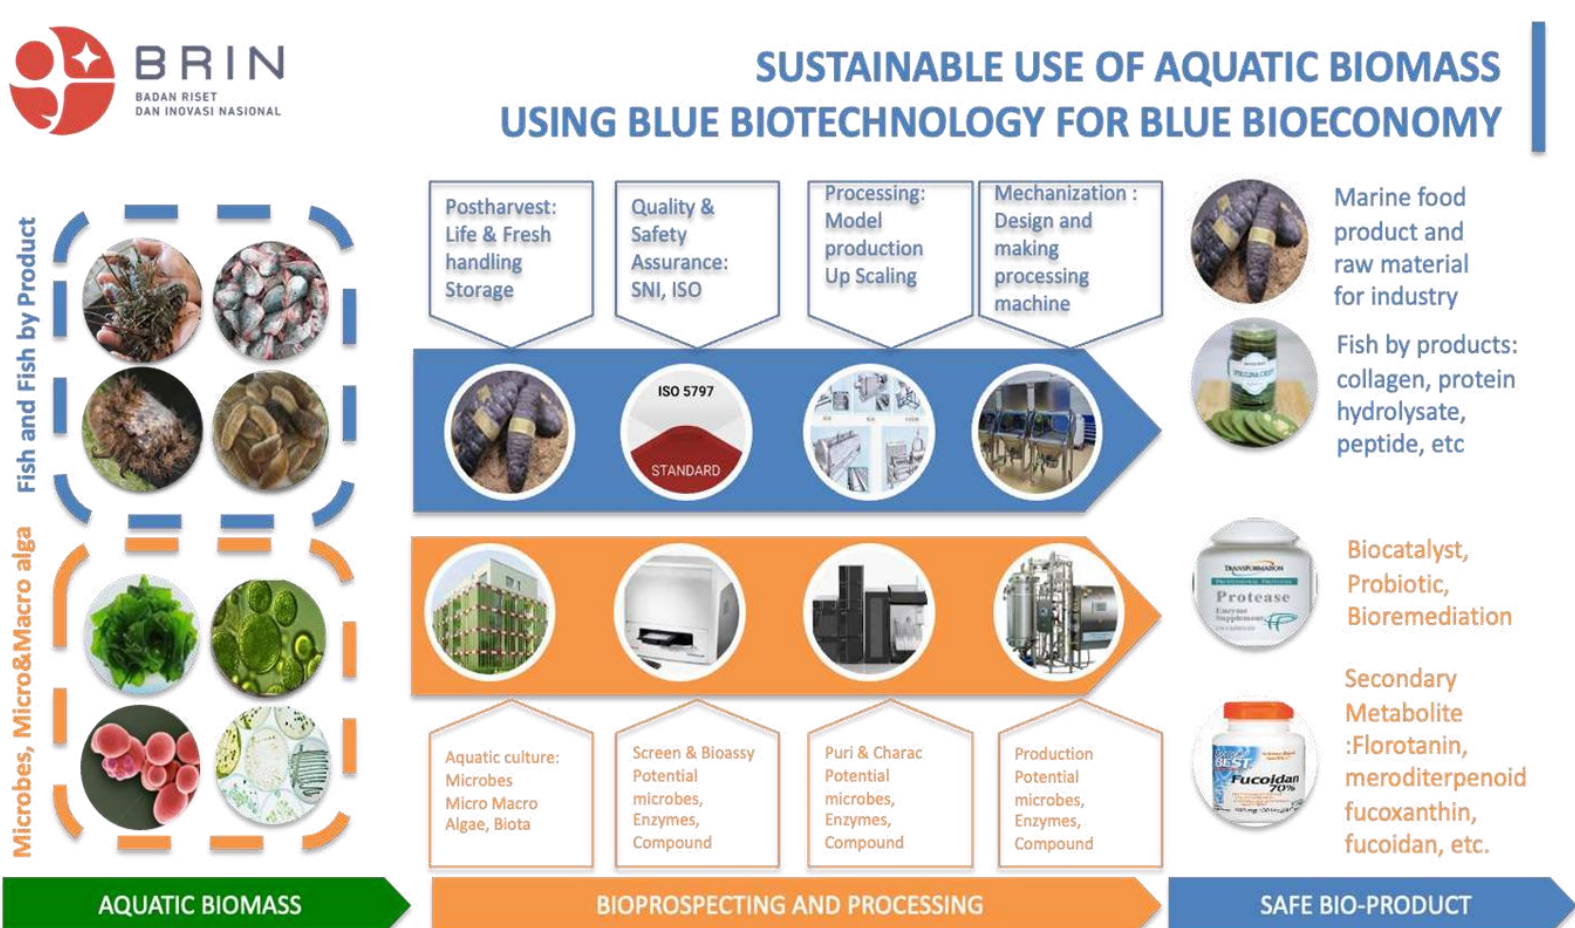 BRIN
BADAN RISET
DAN INOVASI NASIONAL
SUSTAINABLE USE OF AQUATIC BIOMASS
USING BLUE BIOTECHNOLOGY FOR BLUE BIOECONOMY
Fish and Fish by Product
Postharvest:
Life & Fresh
handling
Storage
Quality &
Safety
Assurance:
SNI, ISO
Processing:
Model
production
Up Scaling
Mechanization :
Design and
making
processing
machine
ISO 5797
STANDARD
Marine food
product and
raw material
for industry
Fish by products:
collagen, protein
hydrolysate,
peptide, etc
Microbes, Micro&Macro alga
Aquatic culture:
Microbes
Micro Macro
Algae, Biota
Screen & Bioassy
Potential
microbes,
Enzymes,
Compound
Puri & Charac
Potential
microbes,
Enzymes,
Compound
Production
Potential
microbes,
Enzymes,
Compound
TRANSFORMATION
Protease
Enzyme
Supplement
Biocatalyst,
Probiotic,
Bioremediation
BEST
Fucoidan
70%
Secondary
Metabolite
:Florotanin,
meroditerpenoid
fucoxanthin,
fucoidan, etc.
AQUATIC BIOMASS
BIOPROSPECTING AND PROCESSING
SAFE BIO-PRODUCT